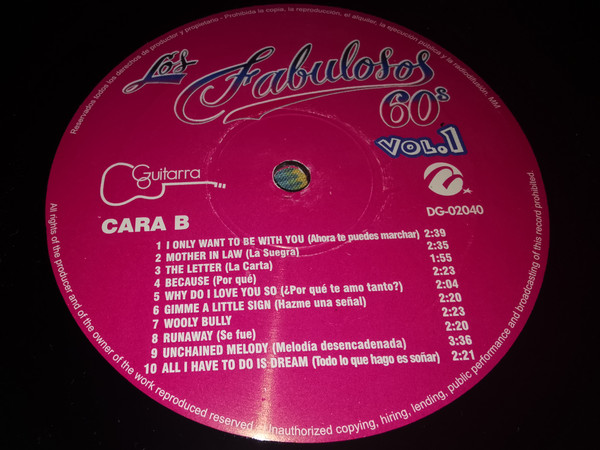 Reservados todos los derechos de productor y propietario - Prohibida la copia, la reproducción, el alquiler, la ejecución pública y la reproducción. MM
Los
Fabulosos
60s
VOL.1
Guitarra
DG-02040
CARA B
1 I ONLY WANT TO BE WITH YOU (Ahora te puedes marchar) 2:39
2 MOTHER IN LAW (La Suegra) 2:35
3 THE LETTER (La Carta) 1:55
4 BECAUSE (Por qué) 2:23
5 WHY DO I LOVE YOU SO (¿Por qué te amo tanto?) 2:04
6 GIMME A LITTLE SIGN (Hazme una señal) 2:20
7 WOOLY BULLY 2:23
8 RUNAWAY (Se fue) 2:20
9 UNCHAINED MELODY (Melodía desencadenada) 3:36
10 ALL I HAVE TO DO IS DREAM (Todo lo que hago es soñar) 2:21
All rights of the producer and of the owner of the work reproduced reserved - Unauthorized copying, hiring, lending, public performance and broadcasting of this record prohibited.